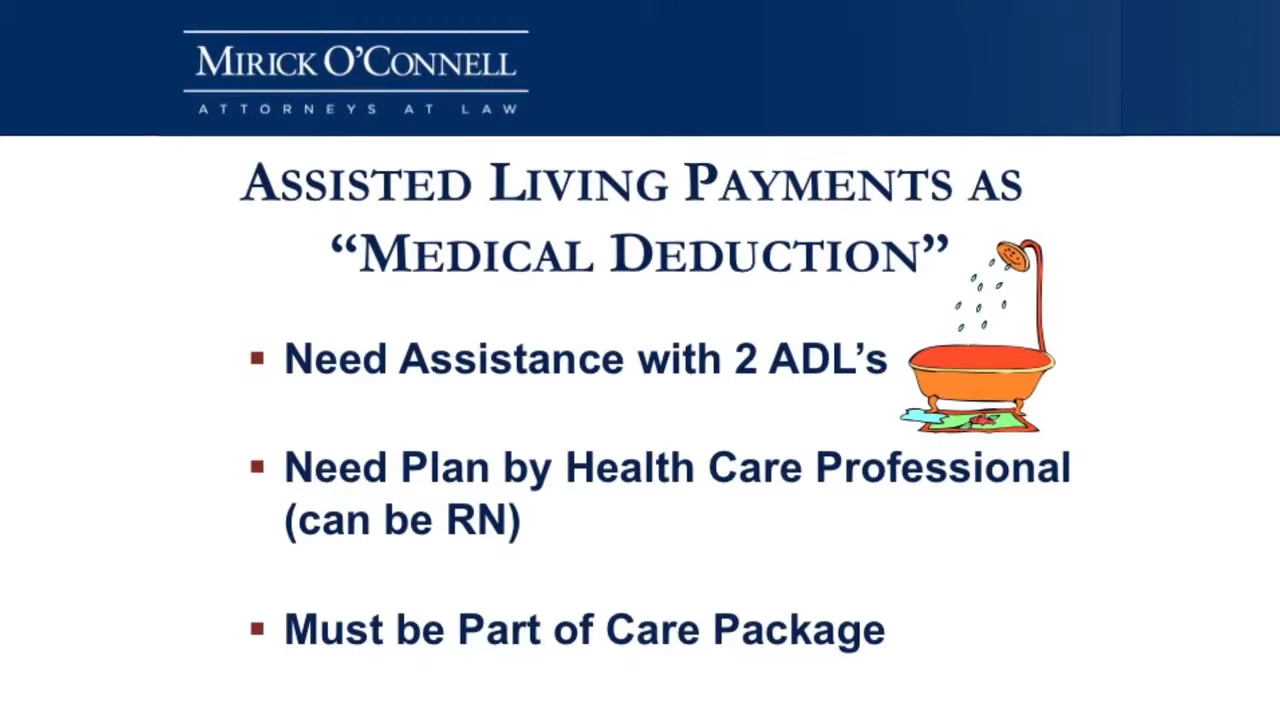 MIRICK O'CONNELL
ATTORNEYS AT LAW
ASSISTED LIVING PAYMENTS AS
“MEDICAL DEDUCTION”
▪ Need Assistance with 2 ADL’s
▪ Need Plan by Health Care Professional
(can be RN)
▪ Must be Part of Care Package